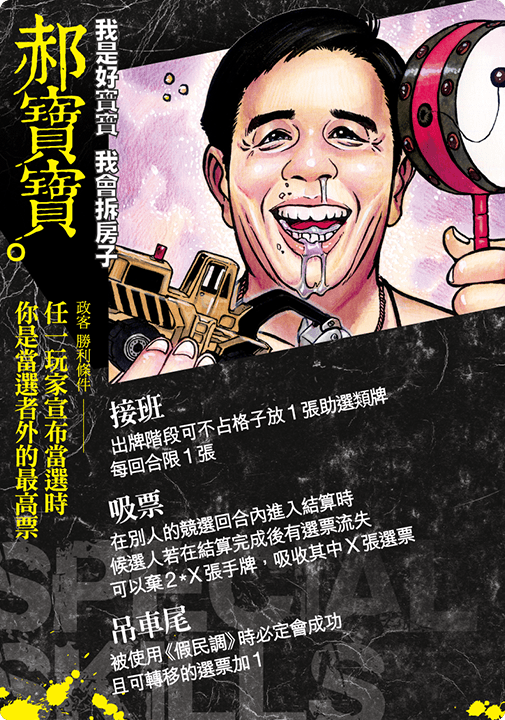 郝寶寶。
我是好寶寶 我會拆房子
政客 勝利條件
任一玩家宣布當選時
你是當選者外的最高票
接班
出牌階段可不占格子放1張助選類牌
每回合限1張
吸票
在別人的競選回合內進入結算時
候選人若在結算完成後有選票流失
可以棄2*X張手牌，吸收其中X張選票
吊車尾
被使用《假民調》時必定會成功
且可轉移的選票加1
SPECIAL
SKILLS